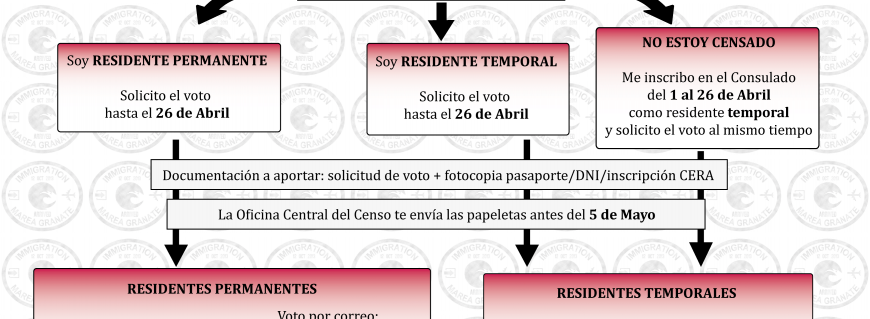 Soy RESIDENTE PERMANENTE
Solicito el voto
hasta el 26 de Abril
Soy RESIDENTE TEMPORAL
Solicito el voto
hasta el 26 de Abril
NO ESTOY CENSADO
Me inscribo en el Consulado
del 1 al 26 de Abril
como residente temporal
y solicito el voto al mismo tiempo
Documentación a aportar: solicitud de voto + fotocopia pasaporte/DNI/inscripción CERA
La Oficina Central del Censo te envía las papeletas antes del 5 de Mayo
RESIDENTES PERMANENTES
Voto por correo:
RESIDENTES TEMPORALES